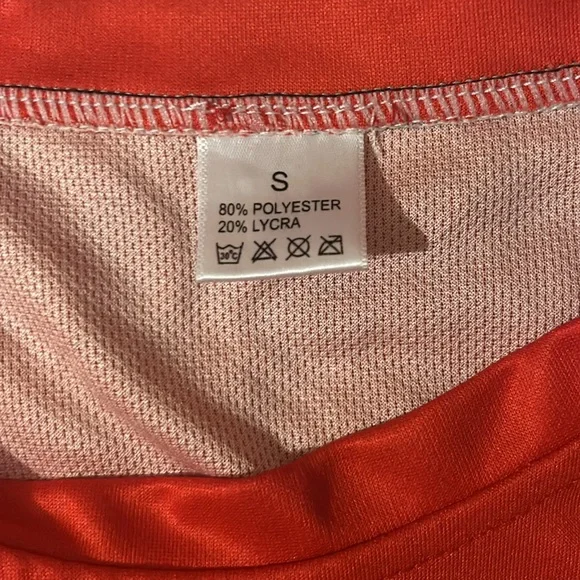 S
80% POLYESTER
20% LYCRA
30°C